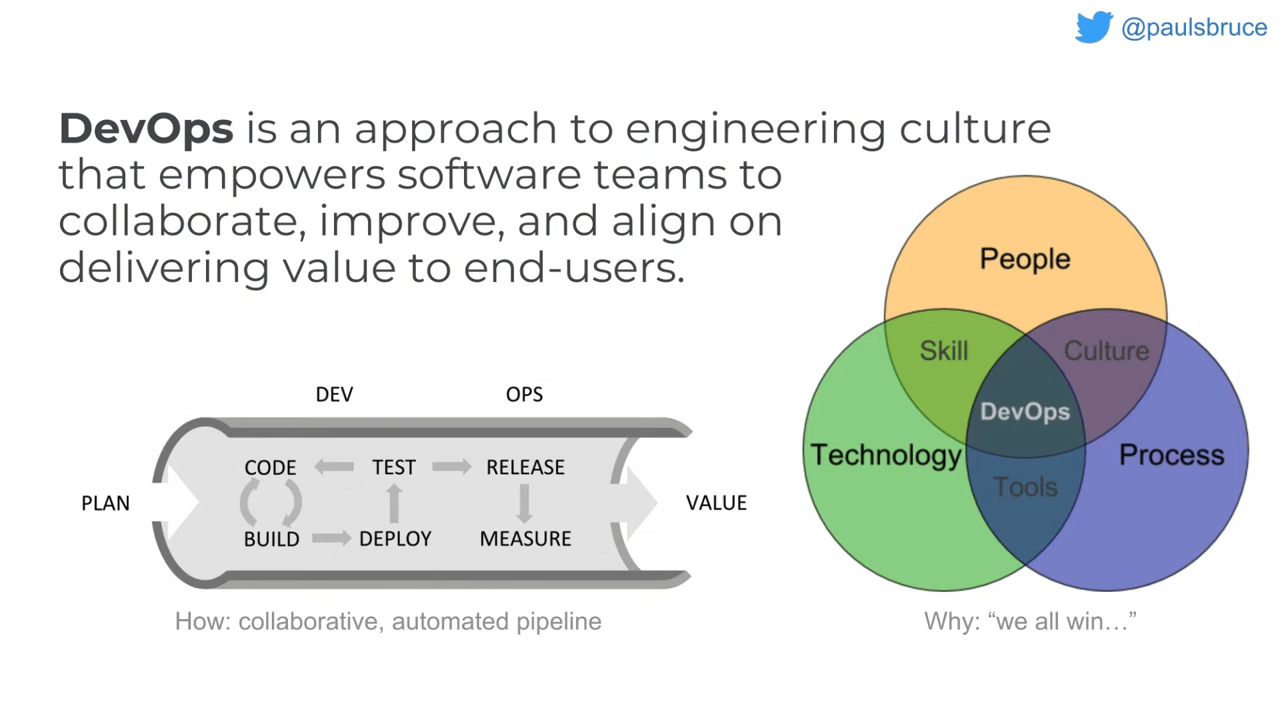 @paulsbruce
DevOps is an approach to engineering culture
that empowers software teams to
collaborate, improve, and align on
delivering value to end-users.
DEV OPS
CODE TEST RELEASE
PLAN VALUE
BUILD DEPLOY MEASURE
How: collaborative, automated pipeline
People
Skill Culture
DevOps
Technology Process
Tools
Why: “we all win…”